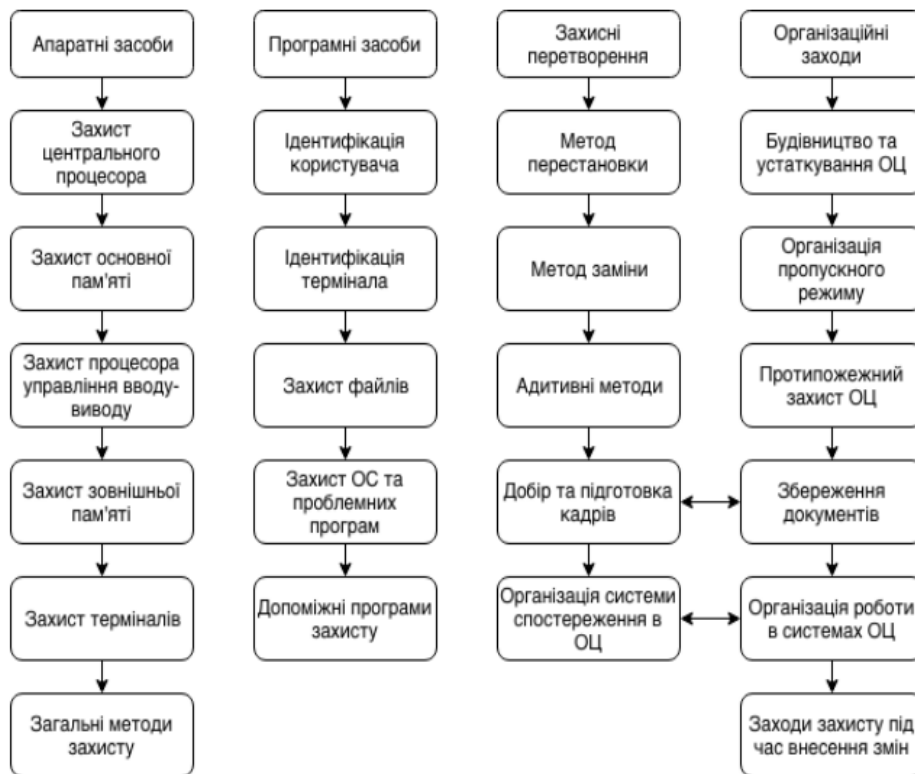 Апаратні засоби
Захист
центрального
процесора
Захист основної
пам'яті
Захист процесора
управління вводу-
виводу
Захист зовнішньої
пам'яті
Захист терміналів
Загальні методи
захисту
Програмні засоби
Ідентифікація
користувача
Ідентифікація
термінала
Захист файлів
Захист ОС та
проблемних
програм
Допоміжні програми
захисту
Захисні
перетворення
Метод
перестановки
Метод заміни
Адитивні методи
Добір та підготовка
кадрів
Організація системи
спостереження в
ОЦ
Організаційні
заходи
Будівництво та
устаткування ОЦ
Організація
пропускного
режиму
Протипожежний
захист ОЦ
Збереження
документів
Організація роботи
в системах ОЦ
Заходи захисту під
час внесення змін